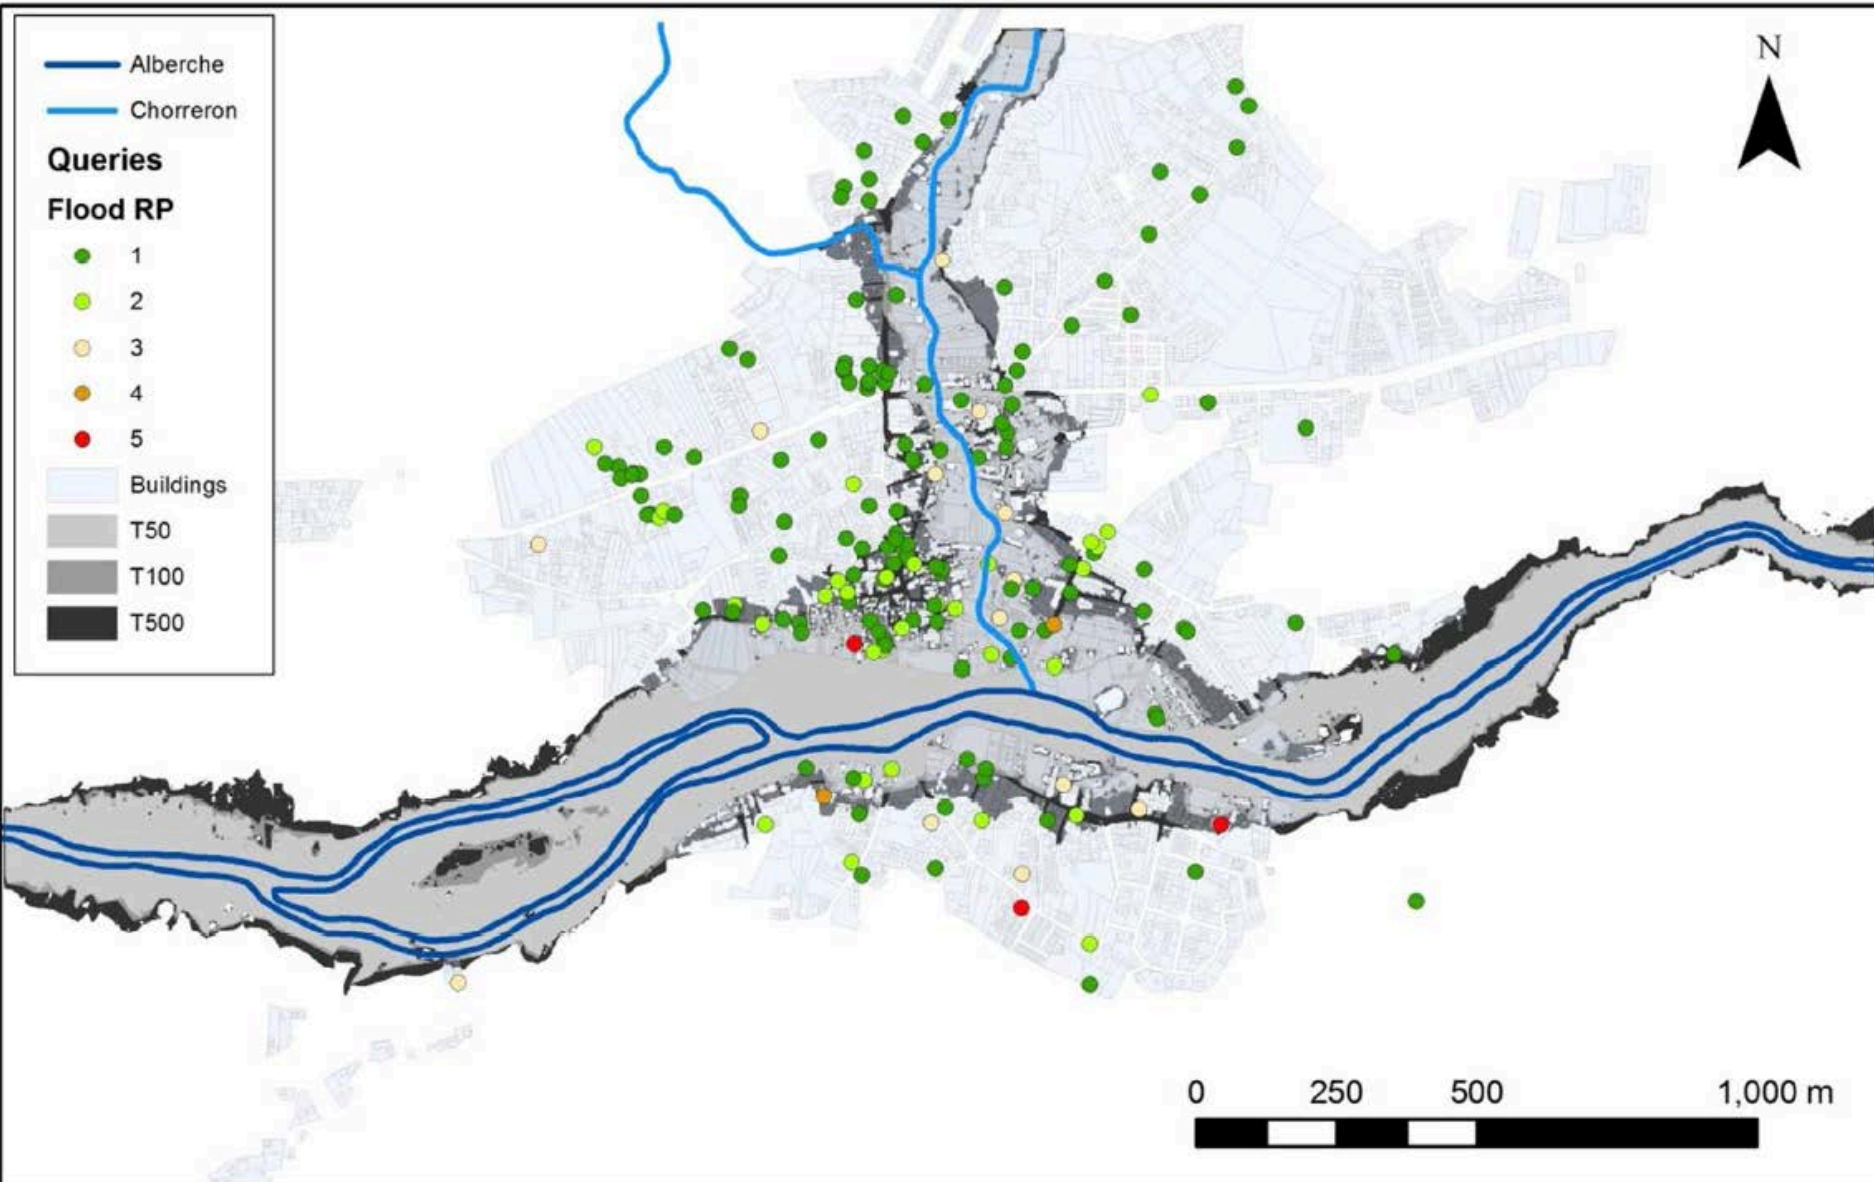 Alberche
Chorreron
Queries
Flood RP
1
2
3
4
5
Buildings
T50
T100
T500
N
0 250 500 1,000 m